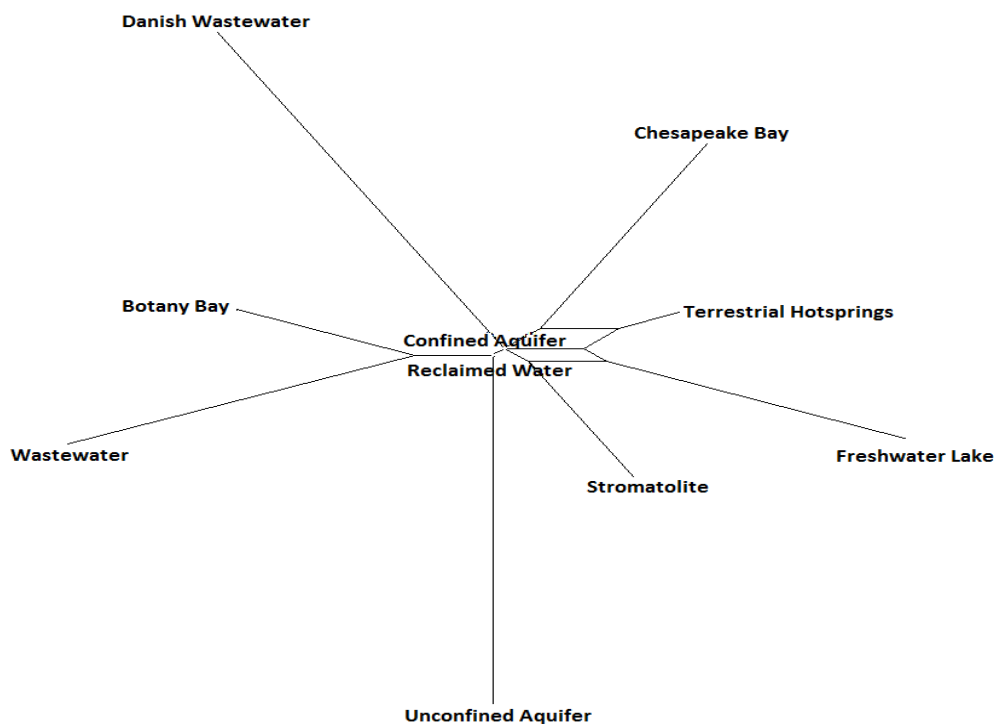 Danish Wastewater
Chesapeake Bay
Botany Bay
Terrestrial Hotsprings
Confined Aquifer
Reclaimed Water
Wastewater
Freshwater Lake
Stromatolite
Unconfined Aquifer